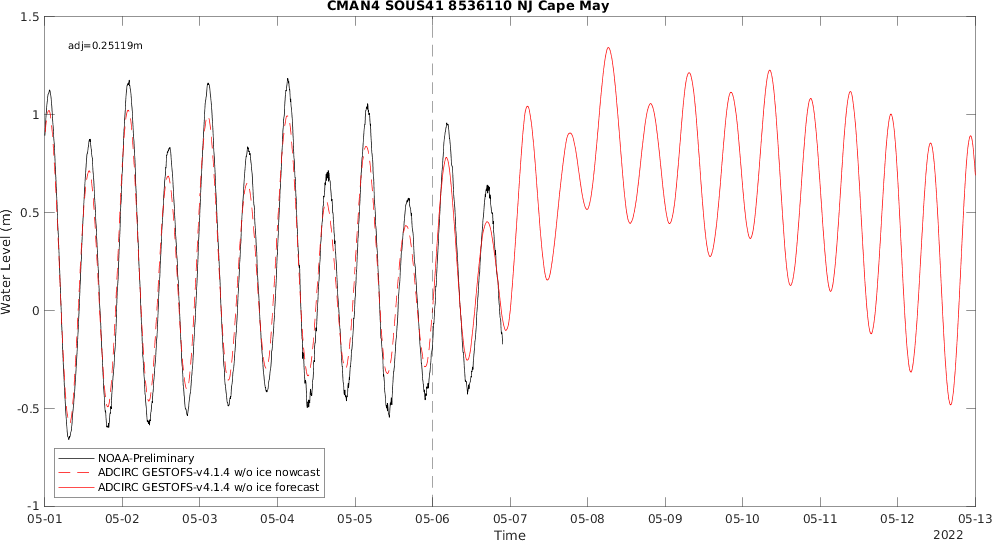 CMAN4 SOUS41 8536110 NJ Cape May
adj=0.25119m
1.5
1
0.5
0
-0.5
-1
Water Level (m)
NOAA-Preliminary
ADCIRC GESTOFS-v4.1.4 w/o ice nowcast
ADCIRC GESTOFS-v4.1.4 w/o ice forecast
05-01 05-02 05-03 05-04 05-05 05-06 05-07 05-08 05-09 05-10 05-11 05-12 05-13
Time
2022